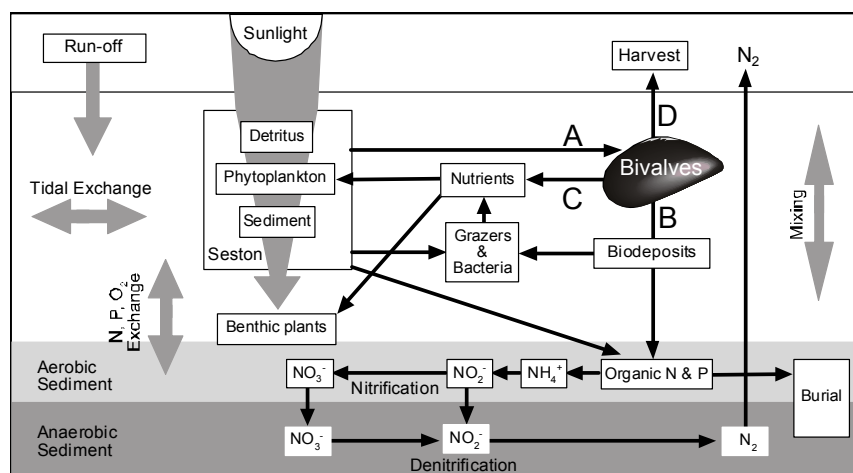 Sunlight
Run-off
Harvest
N₂
D
Detritus
A
Bivalves
Phytoplankton
Nutrients
C
Tidal Exchange
Mixing
Sediment
B
Grazers
&
Bacteria
Seston
Biodeposits
N, P, O₂
Exchange
Benthic plants
Aerobic
Sediment
NO₃⁻
Nitrification
NO₂⁻
NH₄⁺
Organic N & P
Burial
Anaerobic
Sediment
NO₃⁻
NO₂⁻
N₂
Denitrification